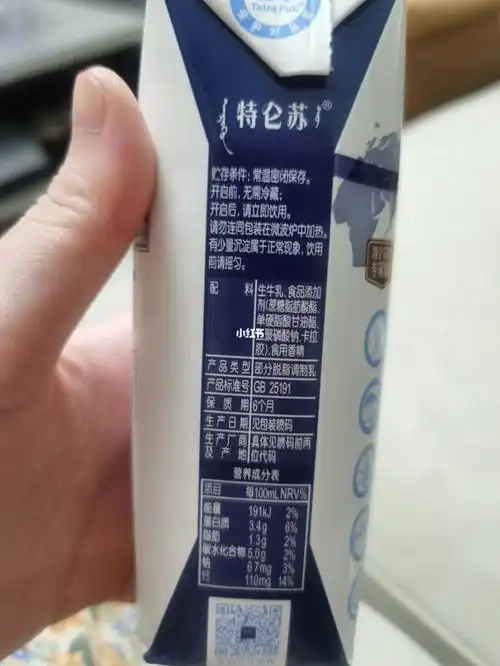 Tetra Pak®
保护好品质
特仑苏®
贮存条件：常温密闭保存。
开启前，无需冷藏；
开启后，请立即饮用。
请勿连同包装在微波炉中加热。
有少量沉淀属于正常现象，饮用
前请摇匀。
配 料 生牛乳、食品添加
剂(蔗糖脂肪酸酯、
单硬脂酸甘油酯、
聚磷酸钠、卡拉
胶)、食用香精
小红书
产品类型 部分脱脂调制乳
产品标准号 GB 25191
保质期 6个月
生产日期 见包装喷码
生产厂商及产地 具体见喷码前两位代码
营养成分表
项目 每100mL NRV%
能量 191kJ 2%
蛋白质 3.4g 6%
脂肪 1.3g 2%
碳水化合物 5.0g 2%
钠 67mg 3%
钙 110mg 14%